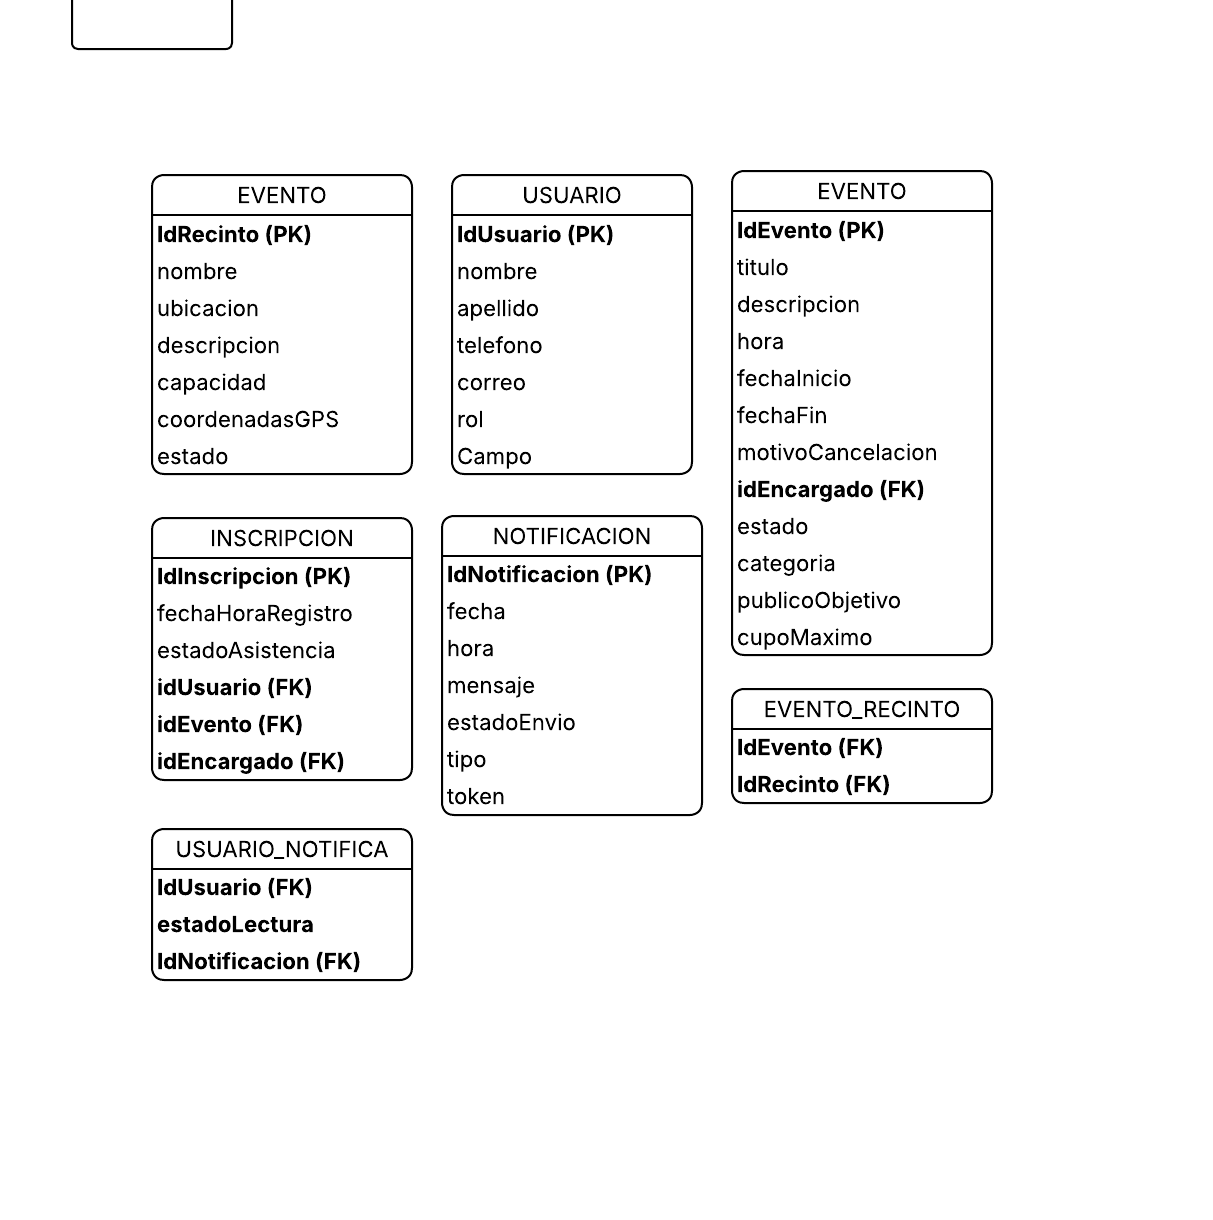 EVENTO
IdRecinto (PK)
nombre
ubicacion
descripcion
capacidad
coordenadasGPS
estado
USUARIO
IdUsuario (PK)
nombre
apellido
telefono
correo
rol
Campo
EVENTO
IdEvento (PK)
titulo
descripcion
hora
fechaInicio
fechaFin
motivoCancelacion
idEncargado (FK)
estado
categoria
publicoObjetivo
cupoMaximo
INSCRIPCION
IdInscripcion (PK)
fechaHoraRegistro
estadoAsistencia
idUsuario (FK)
idEvento (FK)
idEncargado (FK)
NOTIFICACION
IdNotificacion (PK)
fecha
hora
mensaje
estadoEnvio
tipo
token
EVENTO_RECINTO
IdEvento (FK)
IdRecinto (FK)
USUARIO_NOTIFICA
IdUsuario (FK)
estadoLectura
IdNotificacion (FK)